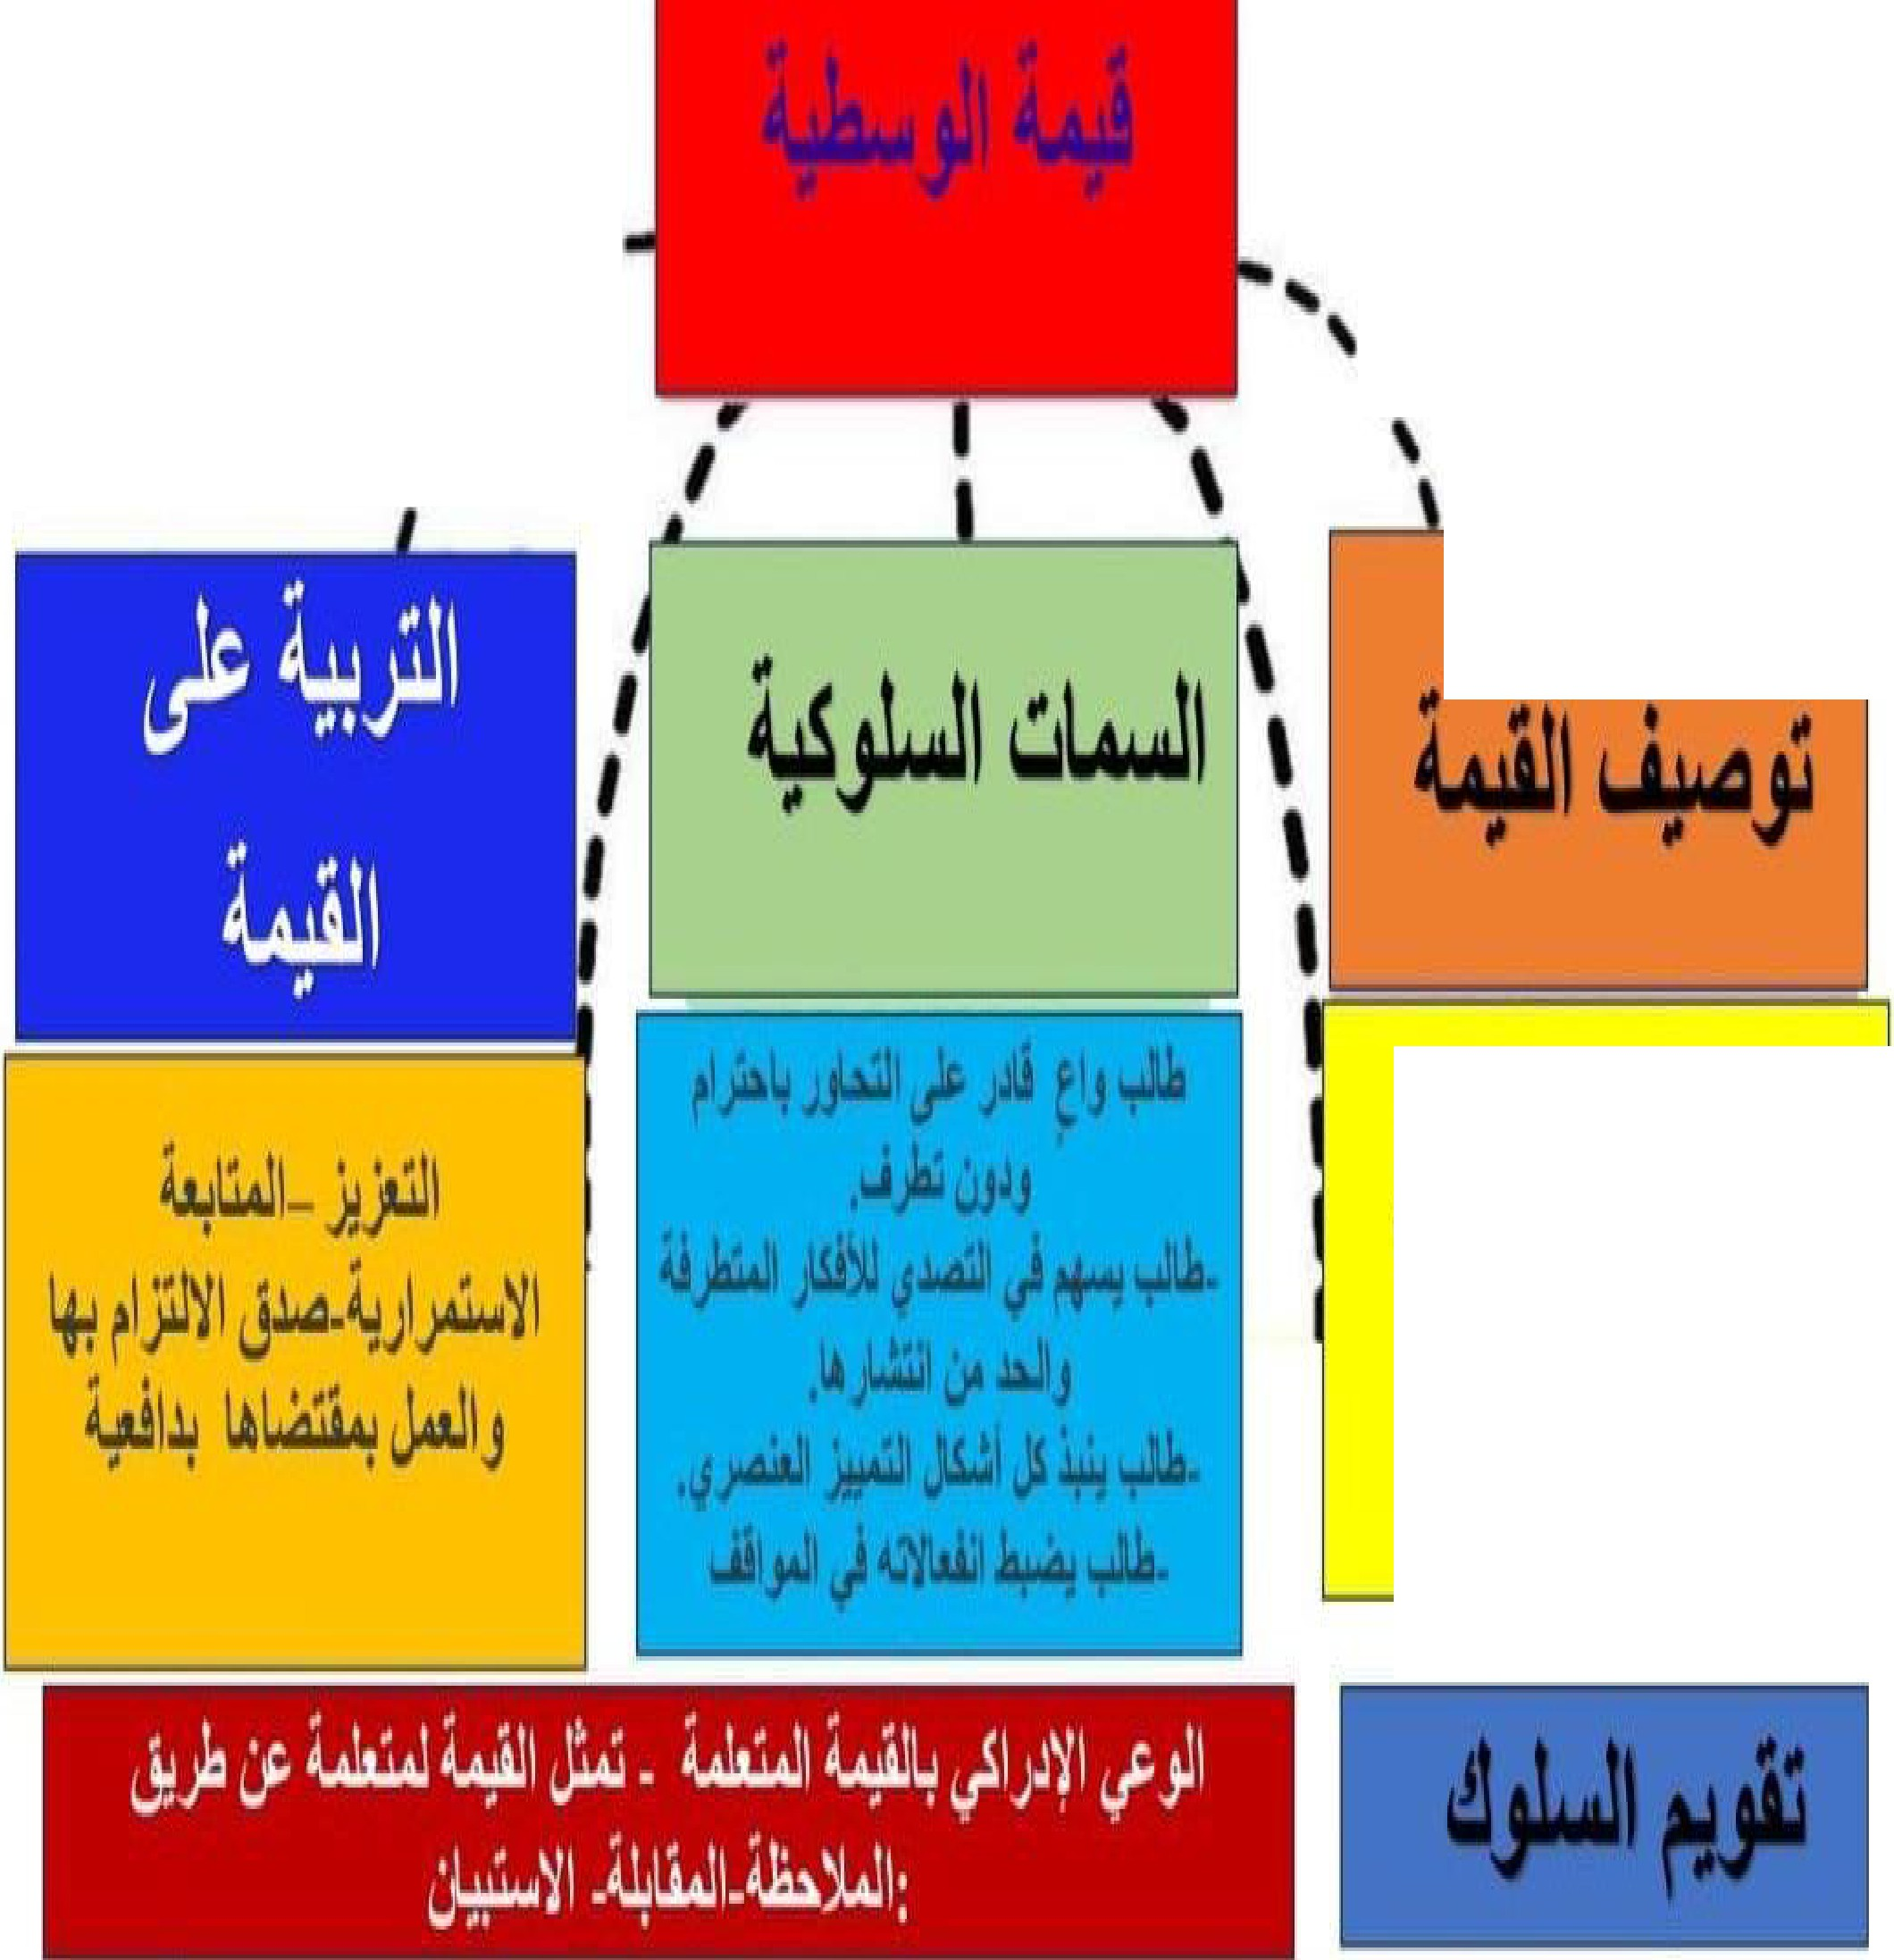 قيمة الوسطية
توصيف القيمة
السمات السلوكية
طالب واعٍ قادر على التحاور باحترام
ودون تطرف.
-طالب يسهم في التصدي للأفكار المتطرفة
والحد من انتشارها.
-طالب ينبذ كل أشكال التمييز العنصري.
-طالب يضبط انفعالاته في المواقف
التربية على
القيمة
التعزيز –المتابعة
الاستمرارية-صدق الالتزام بها
والعمل بمقتضاها بدافعية
تقويم السلوك
الوعي الإدراكي بالقيمة المتعلمة - تمثل القيمة لمتعلمة عن طريق
:الملاحظة-المقابلة- الاستبيان